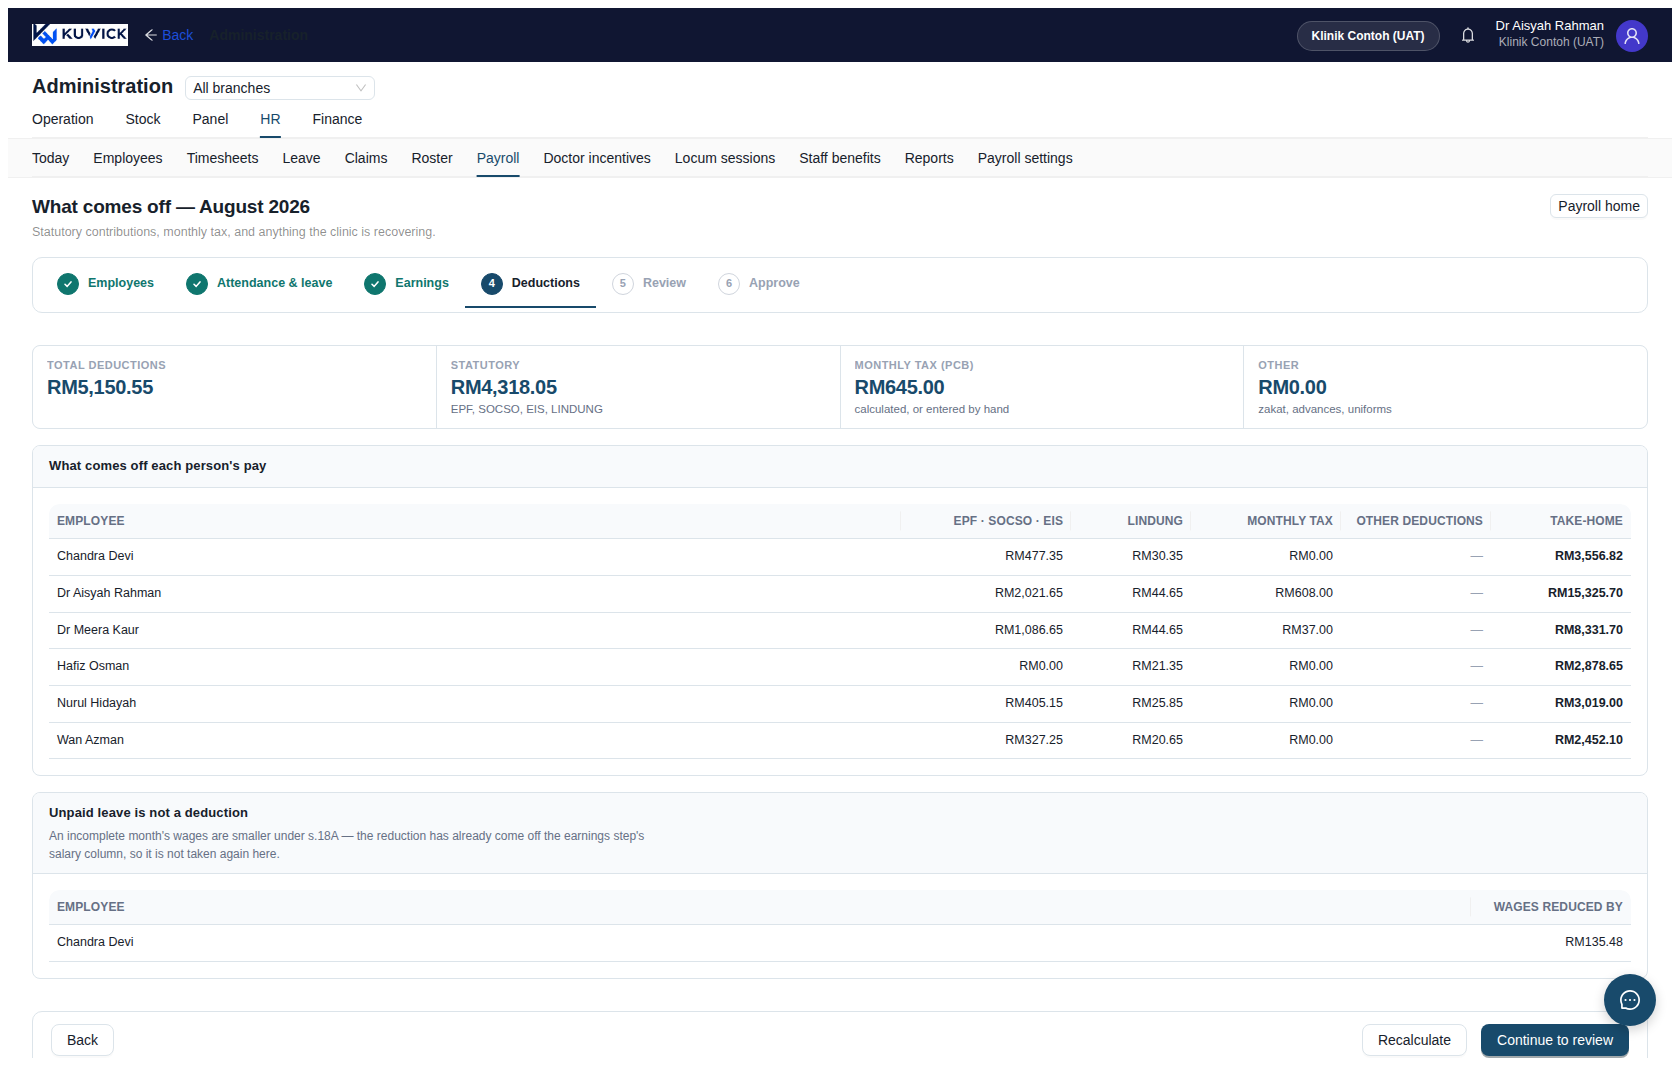 KUWICK
Back Administration
Klinik Contoh (UAT)
Dr Aisyah Rahman
Klinik Contoh (UAT)
Administration
All branches
Operation Stock Panel HR Finance
Today Employees Timesheets Leave Claims Roster Payroll Doctor incentives Locum sessions Staff benefits Reports Payroll settings
What comes off — August 2026
Payroll home
Statutory contributions, monthly tax, and anything the clinic is recovering.
Employees Attendance & leave Earnings 4 Deductions 5 Review 6 Approve
TOTAL DEDUCTIONS STATUTORY MONTHLY TAX (PCB) OTHER
RM5,150.55 RM4,318.05 RM645.00 RM0.00
EPF, SOCSO, EIS, LINDUNG calculated, or entered by hand zakat, advances, uniforms
What comes off each person's pay
EMPLOYEE EPF · SOCSO · EIS LINDUNG MONTHLY TAX OTHER DEDUCTIONS TAKE-HOME
Chandra Devi RM477.35 RM30.35 RM0.00 — RM3,556.82
Dr Aisyah Rahman RM2,021.65 RM44.65 RM608.00 — RM15,325.70
Dr Meera Kaur RM1,086.65 RM44.65 RM37.00 — RM8,331.70
Hafiz Osman RM0.00 RM21.35 RM0.00 — RM2,878.65
Nurul Hidayah RM405.15 RM25.85 RM0.00 — RM3,019.00
Wan Azman RM327.25 RM20.65 RM0.00 — RM2,452.10
Unpaid leave is not a deduction
An incomplete month's wages are smaller under s.18A — the reduction has already come off the earnings step's
salary column, so it is not taken again here.
EMPLOYEE WAGES REDUCED BY
Chandra Devi RM135.48
Back Recalculate Continue to review